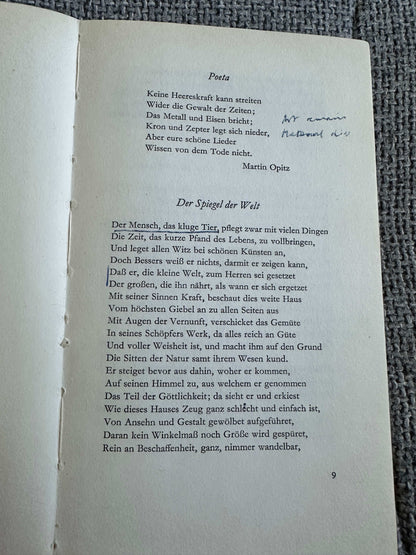 Poeta
Keine Heereskraft kann streiten
Wider die Gewalt der Zeiten;
Das Metall und Eisen bricht;
Kron und Zepter legt sich nieder,
Aber eure schöne Lieder
Wissen von dem Tode nicht.
Martin Opitz
Der Spiegel der Welt
Der Mensch, das kluge Tier, pflegt zwar mit vielen Dingen
Die Zeit, das kurze Pfand des Lebens, zu vollbringen,
Und leget allen Witz bei schönen Künsten an,
Doch Bessers weiß er nichts, darmit er zeigen kann,
Daß er, die kleine Welt, zum Herren sei gesetzet
Der großen, die ihn nährt, als wann er sich ergetzet
Mit seiner Sinnen Kraft, beschaut dies weite Haus
Vom höchsten Giebel an zu allen Seiten aus
Mit Augen der Vernunft, verschicket das Gemüte
In seines Schöpfers Werk, da alles reich an Güte
Und voller Weisheit ist, und macht ihm auf den Grund
Die Sitten der Natur samt ihrem Wesen kund.
Er steiget bevor aus dahin, woher er kommen,
Auf seinen Himmel zu, aus welchem er genommen
Das Teil der Göttlichkeit; da sieht er und erkiest
Wie dieses Hauses Zeug ganz schlecht und einfach ist,
Von Ansehn und Gestalt gewölbet aufgeführet,
Daran kein Winkelmaß noch Größe wird gespüret,
Rein an Beschaffenheit, ganz, nimmer wandelbar,
9